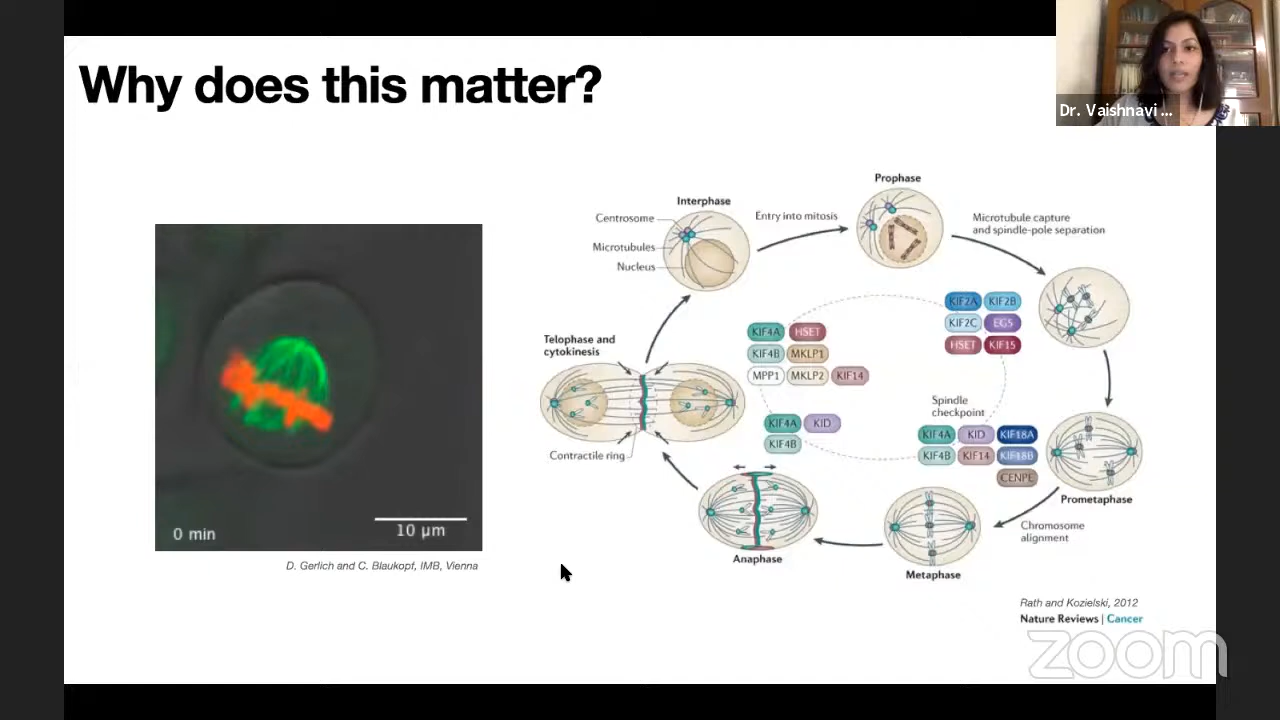 Why does this matter?
Dr. Vaishnavi ...
0 min
10 µm
D. Gerlich and C. Blaukopf, IMB, Vienna
Interphase
Centrosome
Microtubules
Nucleus
Entry into mitosis
Prophase
Microtubule capture
and spindle-pole separation
KIF2A KIF2B
KIF2C EG5
HSET KIF15
Spindle
checkpoint
KIF4A KID KIF18A
KIF4B KIF14 KIF18B
CENPE
Prometaphase
Chromosome
alignment
Metaphase
Anaphase
KIF4A KID
KIF4B
KIF4A HSET
KIF4B MKLP1
MPP1 MKLP2 KIF14
Telophase and
cytokinesis
Contractile ring
Rath and Kozielski, 2012
Nature Reviews | Cancer
zoom